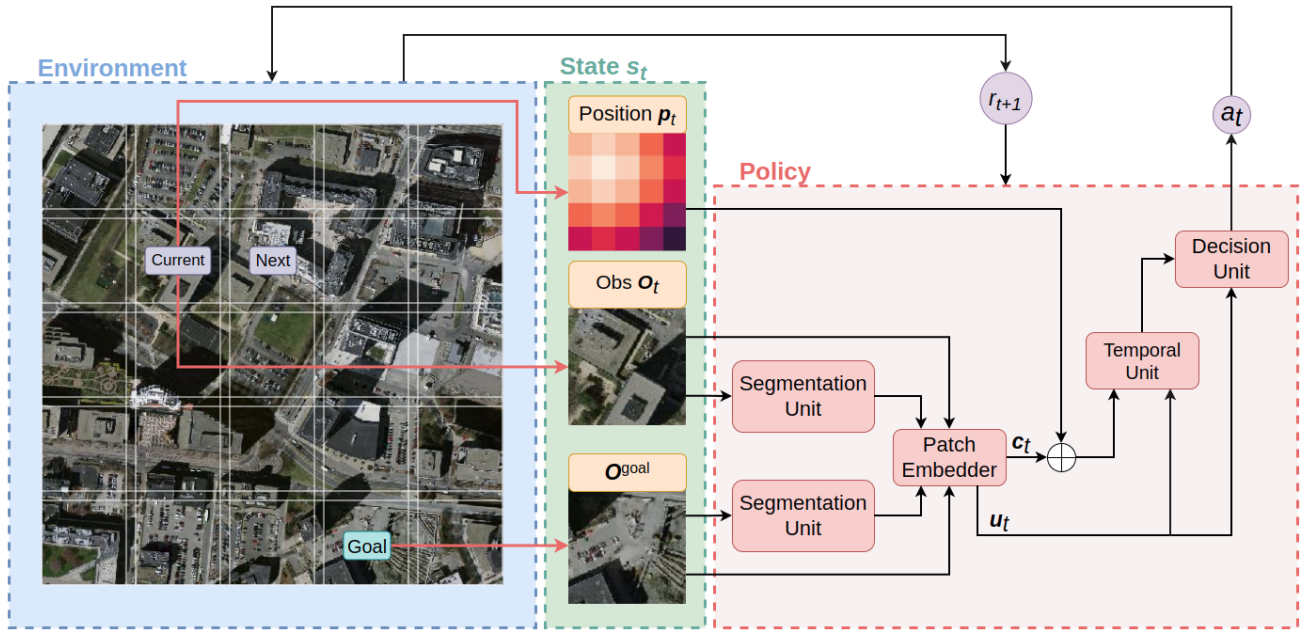 Environment
State s_t
r_{t+1}
a_t
Position p_t
Policy
Current
Next
Decision
Unit
Obs O_t
Temporal
Unit
Segmentation
Unit
Patch
Embedder
c_t
O^goal
Segmentation
Unit
u_t
Goal